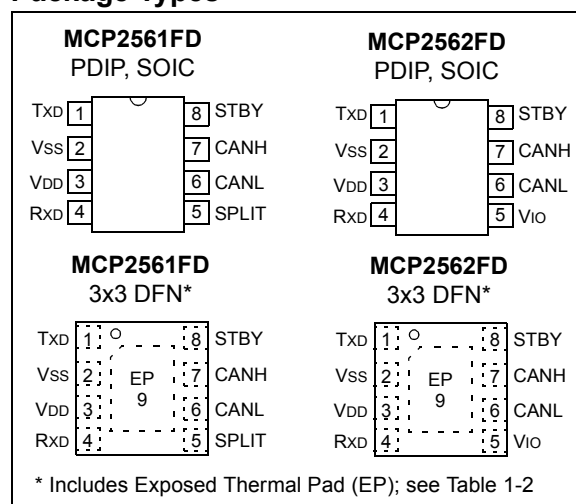 Package Types
MCP2561FD
PDIP, SOIC
TXD 1 8 STBY
VSS 2 7 CANH
VDD 3 6 CANL
RXD 4 5 SPLIT
MCP2562FD
PDIP, SOIC
TXD 1 8 STBY
VSS 2 7 CANH
VDD 3 6 CANL
RXD 4 5 VIO
MCP2561FD
3x3 DFN*
TXD 1 8 STBY
VSS 2 EP 7 CANH
VDD 3 9 6 CANL
RXD 4 5 SPLIT
MCP2562FD
3x3 DFN*
TXD 1 8 STBY
VSS 2 EP 7 CANH
VDD 3 9 6 CANL
RXD 4 5 VIO
* Includes Exposed Thermal Pad (EP); see Table 1-2